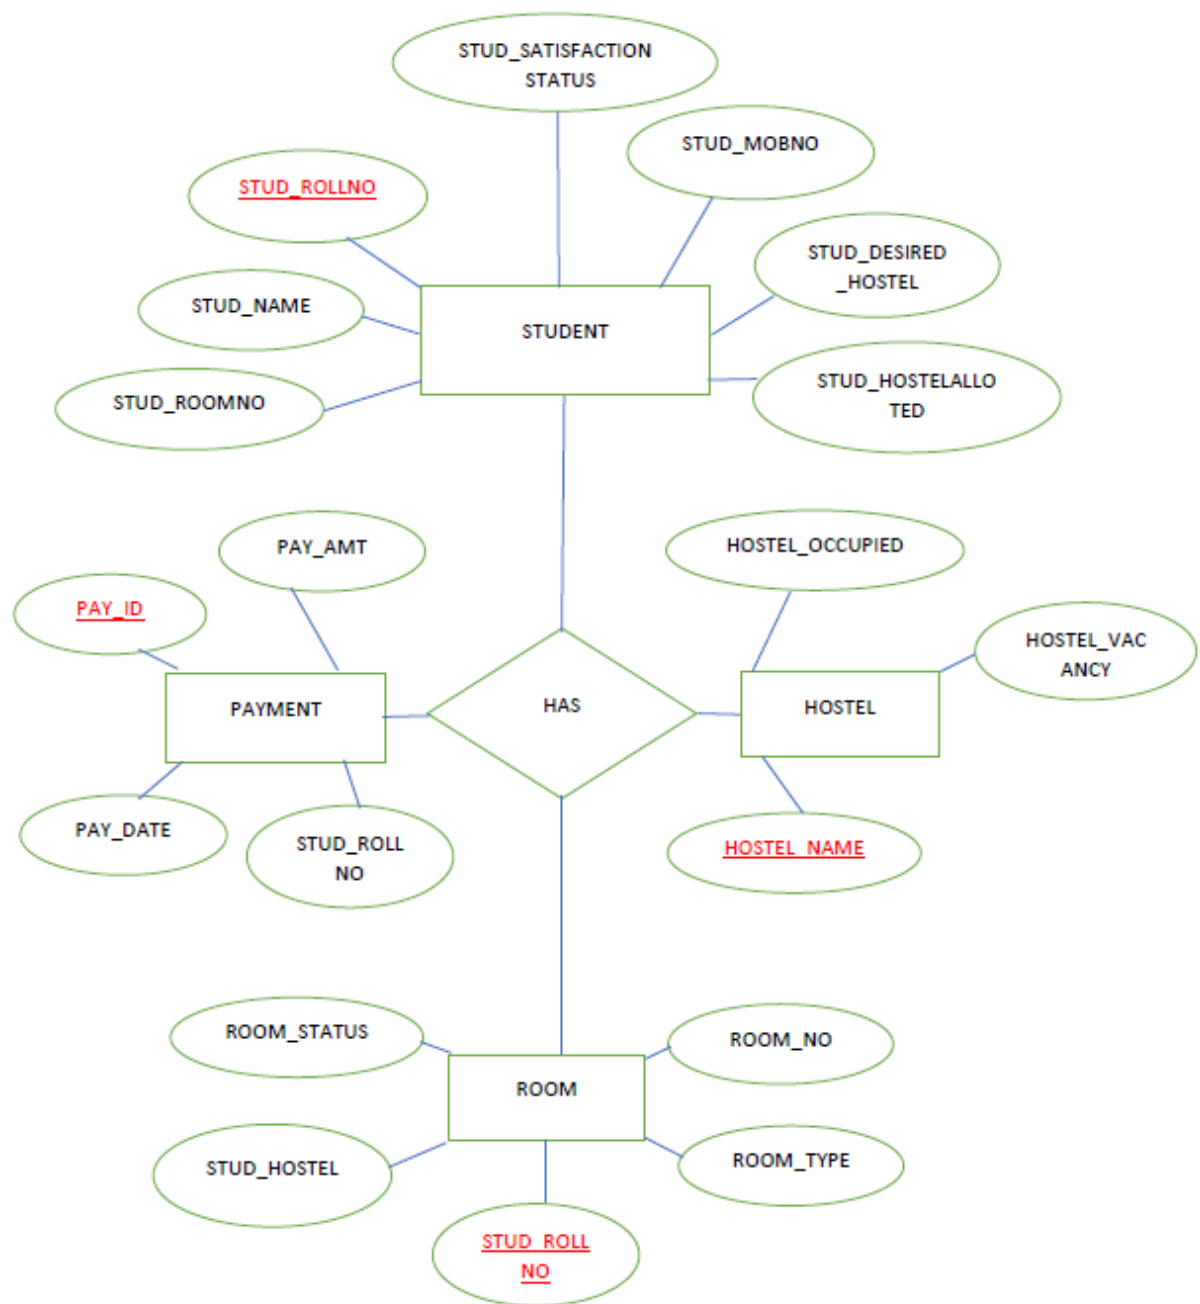 STUD_SATISFACTION
STATUS
STUD_MOBNO
STUD_ROLLNO
STUD_DESIRED
_HOSTEL
STUD_NAME
STUDENT
STUD_HOSTELALLO
TED
STUD_ROOMNO
PAY_AMT
HOSTEL_OCCUPIED
PAY_ID
HOSTEL_VAC
ANCY
PAYMENT
HAS
HOSTEL
PAY_DATE
STUD_ROLL
NO
HOSTEL_NAME
ROOM_STATUS
ROOM_NO
ROOM
STUD_HOSTEL
ROOM_TYPE
STUD_ROLL
NO